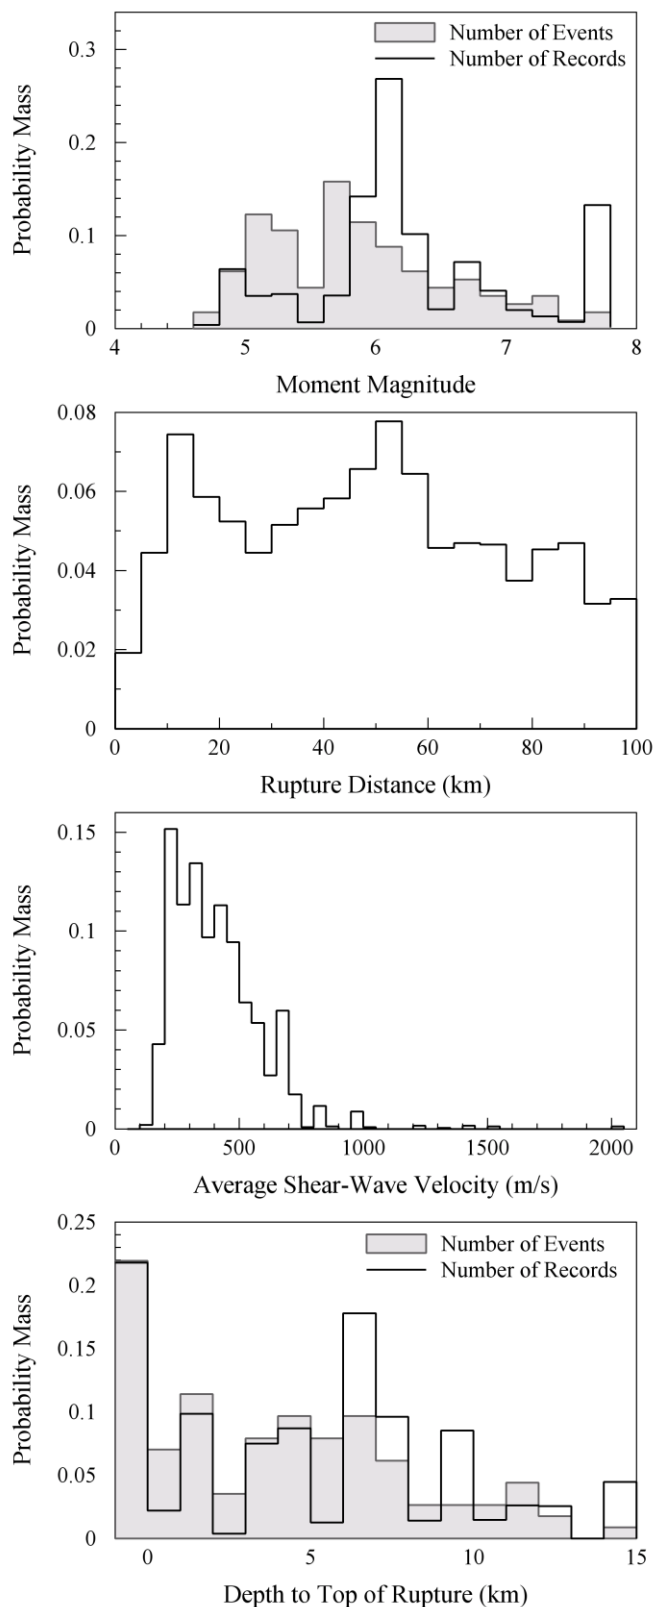 Number of Events
Number of Records
Probability Mass
0.3
0.2
0.1
0
4 5 6 7 8
Moment Magnitude
Probability Mass
0.08
0.06
0.04
0.02
0
0 20 40 60 80 100
Rupture Distance (km)
Probability Mass
0.15
0.1
0.05
0
0 500 1000 1500 2000
Average Shear-Wave Velocity (m/s)
Number of Events
Number of Records
Probability Mass
0.25
0.2
0.15
0.1
0.05
0
0 5 10 15
Depth to Top of Rupture (km)